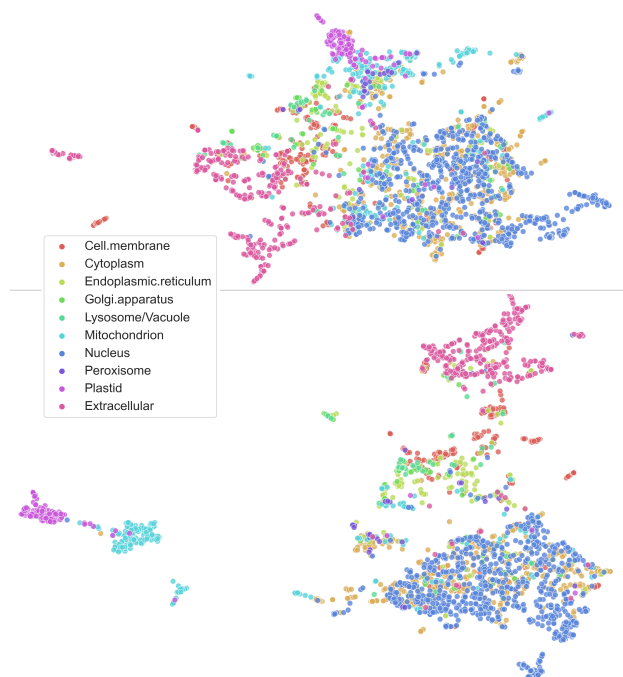 Cell.membrane
Cytoplasm
Endoplasmic.reticulum
Golgi.apparatus
Lysosome/Vacuole
Mitochondrion
Nucleus
Peroxisome
Plastid
Extracellular